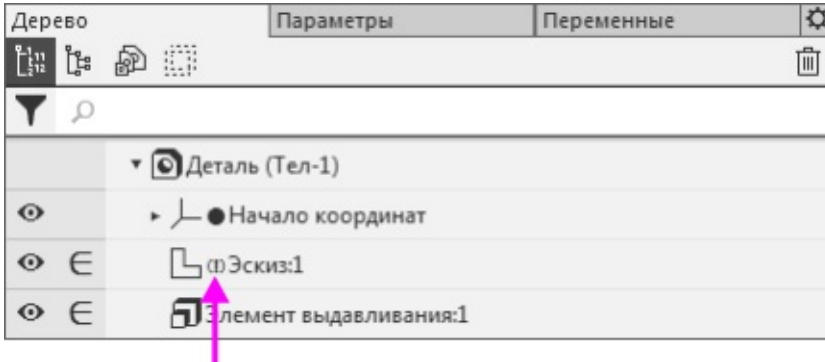 Дерево Параметры Переменные
Деталь (Тел-1)
Начало координат
Эскиз:1
Элемент выдавливания:1